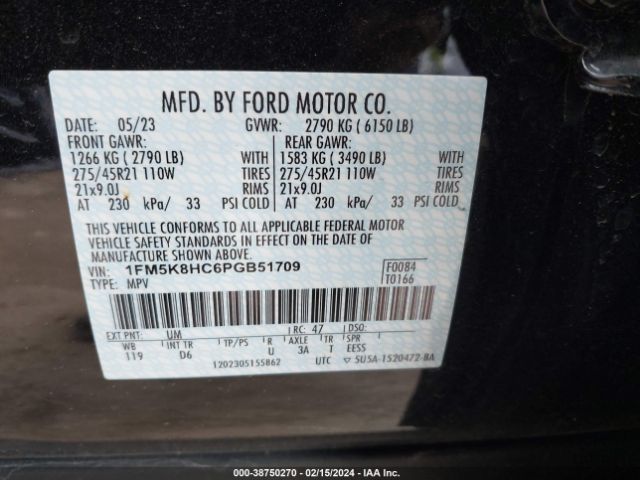 MFD. BY FORD MOTOR CO.
DATE: 05/23 GVWR: 2790 KG ( 6150 LB)
FRONT GAWR: REAR GAWR:
1266 KG ( 2790 LB) WITH 1583 KG ( 3490 LB) WITH
275/45R21 110W TIRES 275/45R21 110W TIRES
21x9.0J RIMS 21x9.0J RIMS
AT 230 kPa/ 33 PSI COLD AT 230 kPa/ 33 PSI COLD
THIS VEHICLE CONFORMS TO ALL APPLICABLE FEDERAL MOTOR
VEHICLE SAFETY STANDARDS IN EFFECT ON THE DATE OF
MANUFACTURE SHOWN ABOVE.
VIN: 1FM5K8HC6PGB51709 F0084
TYPE: MPV T0166
EXT PNT: UM RC: 47 DSO:
WB INT TR TP/PS R AXLE TR SPR
119 D6 U 3A T EESS
1202305155862 UTC 5U5A-1520472-BA
000-38750270 - 02/15/2024 - IAA Inc.